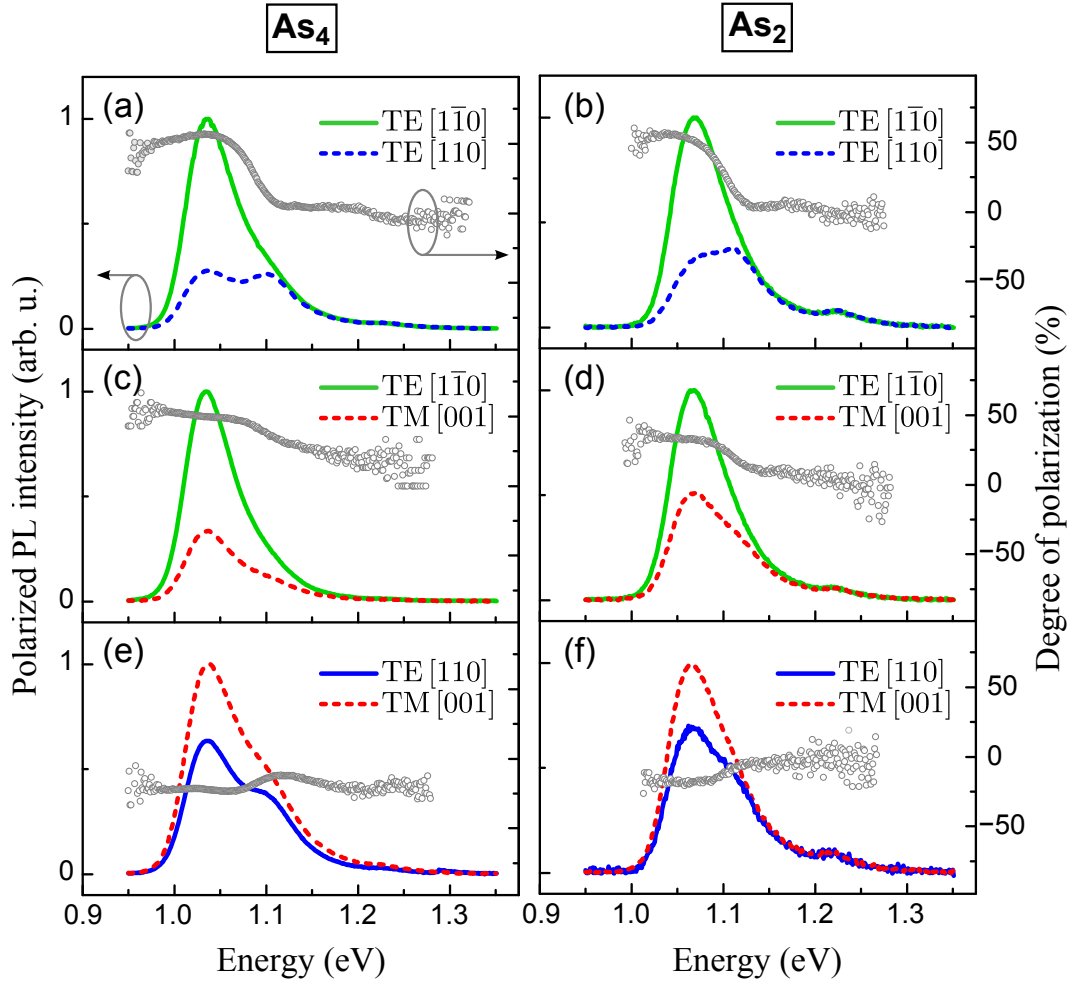 As₄ As₂
(a) TE [11̄0]
TE [110]
(b) TE [11̄0]
TE [110]
1
0
50
0
−50
(c) TE [11̄0]
TM [001]
(d) TE [11̄0]
TM [001]
1
0
50
0
−50
(e) TE [110]
TM [001]
(f) TE [110]
TM [001]
1
0
50
0
−50
Polarized PL intensity (arb. u.)
Degree of polarization (%)
0.9 1.0 1.1 1.2 1.3 0.9 1.0 1.1 1.2 1.3
Energy (eV) Energy (eV)